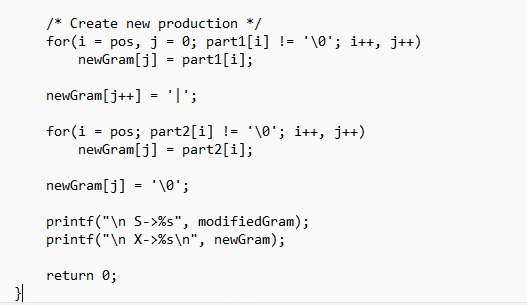 /* Create new production */
for(i = pos, j = 0; part1[i] != '\0'; i++, j++)
newGram[j] = part1[i];
newGram[j++] = '|';
for(i = pos; part2[i] != '\0'; i++, j++)
newGram[j] = part2[i];
newGram[j] = '\0';
printf("\n S->%s", modifiedGram);
printf("\n X->%s\n", newGram);
return 0;
}